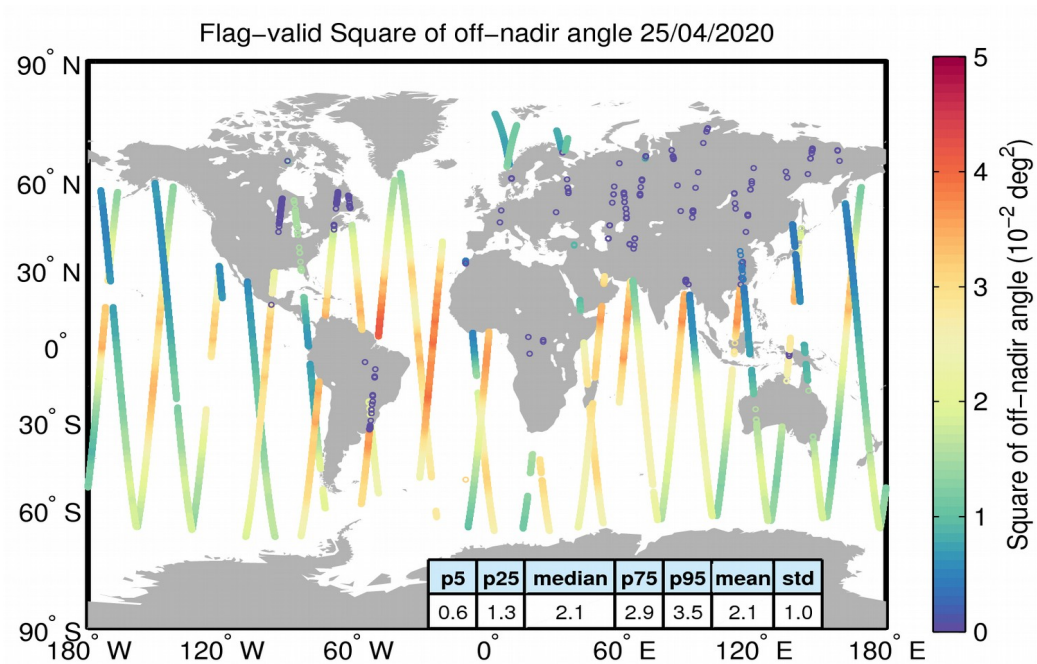 Flag−valid Square of off−nadir angle 25/04/2020
90° N
60° N
30° N
0°
30° S
60° S
90° S
180° W
120° W
60° W
0°
60° E
120° E
180° E
p5 p25 median p75 p95 mean std
0.6 1.3 2.1 2.9 3.5 2.1 1.0
5
4
3
2
1
0
Square of off−nadir angle (10⁻² deg²)